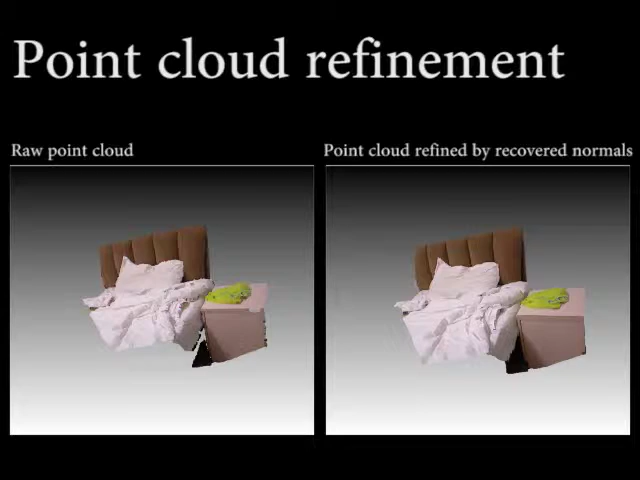 Point cloud refinement
Raw point cloud
Point cloud refined by recovered normals